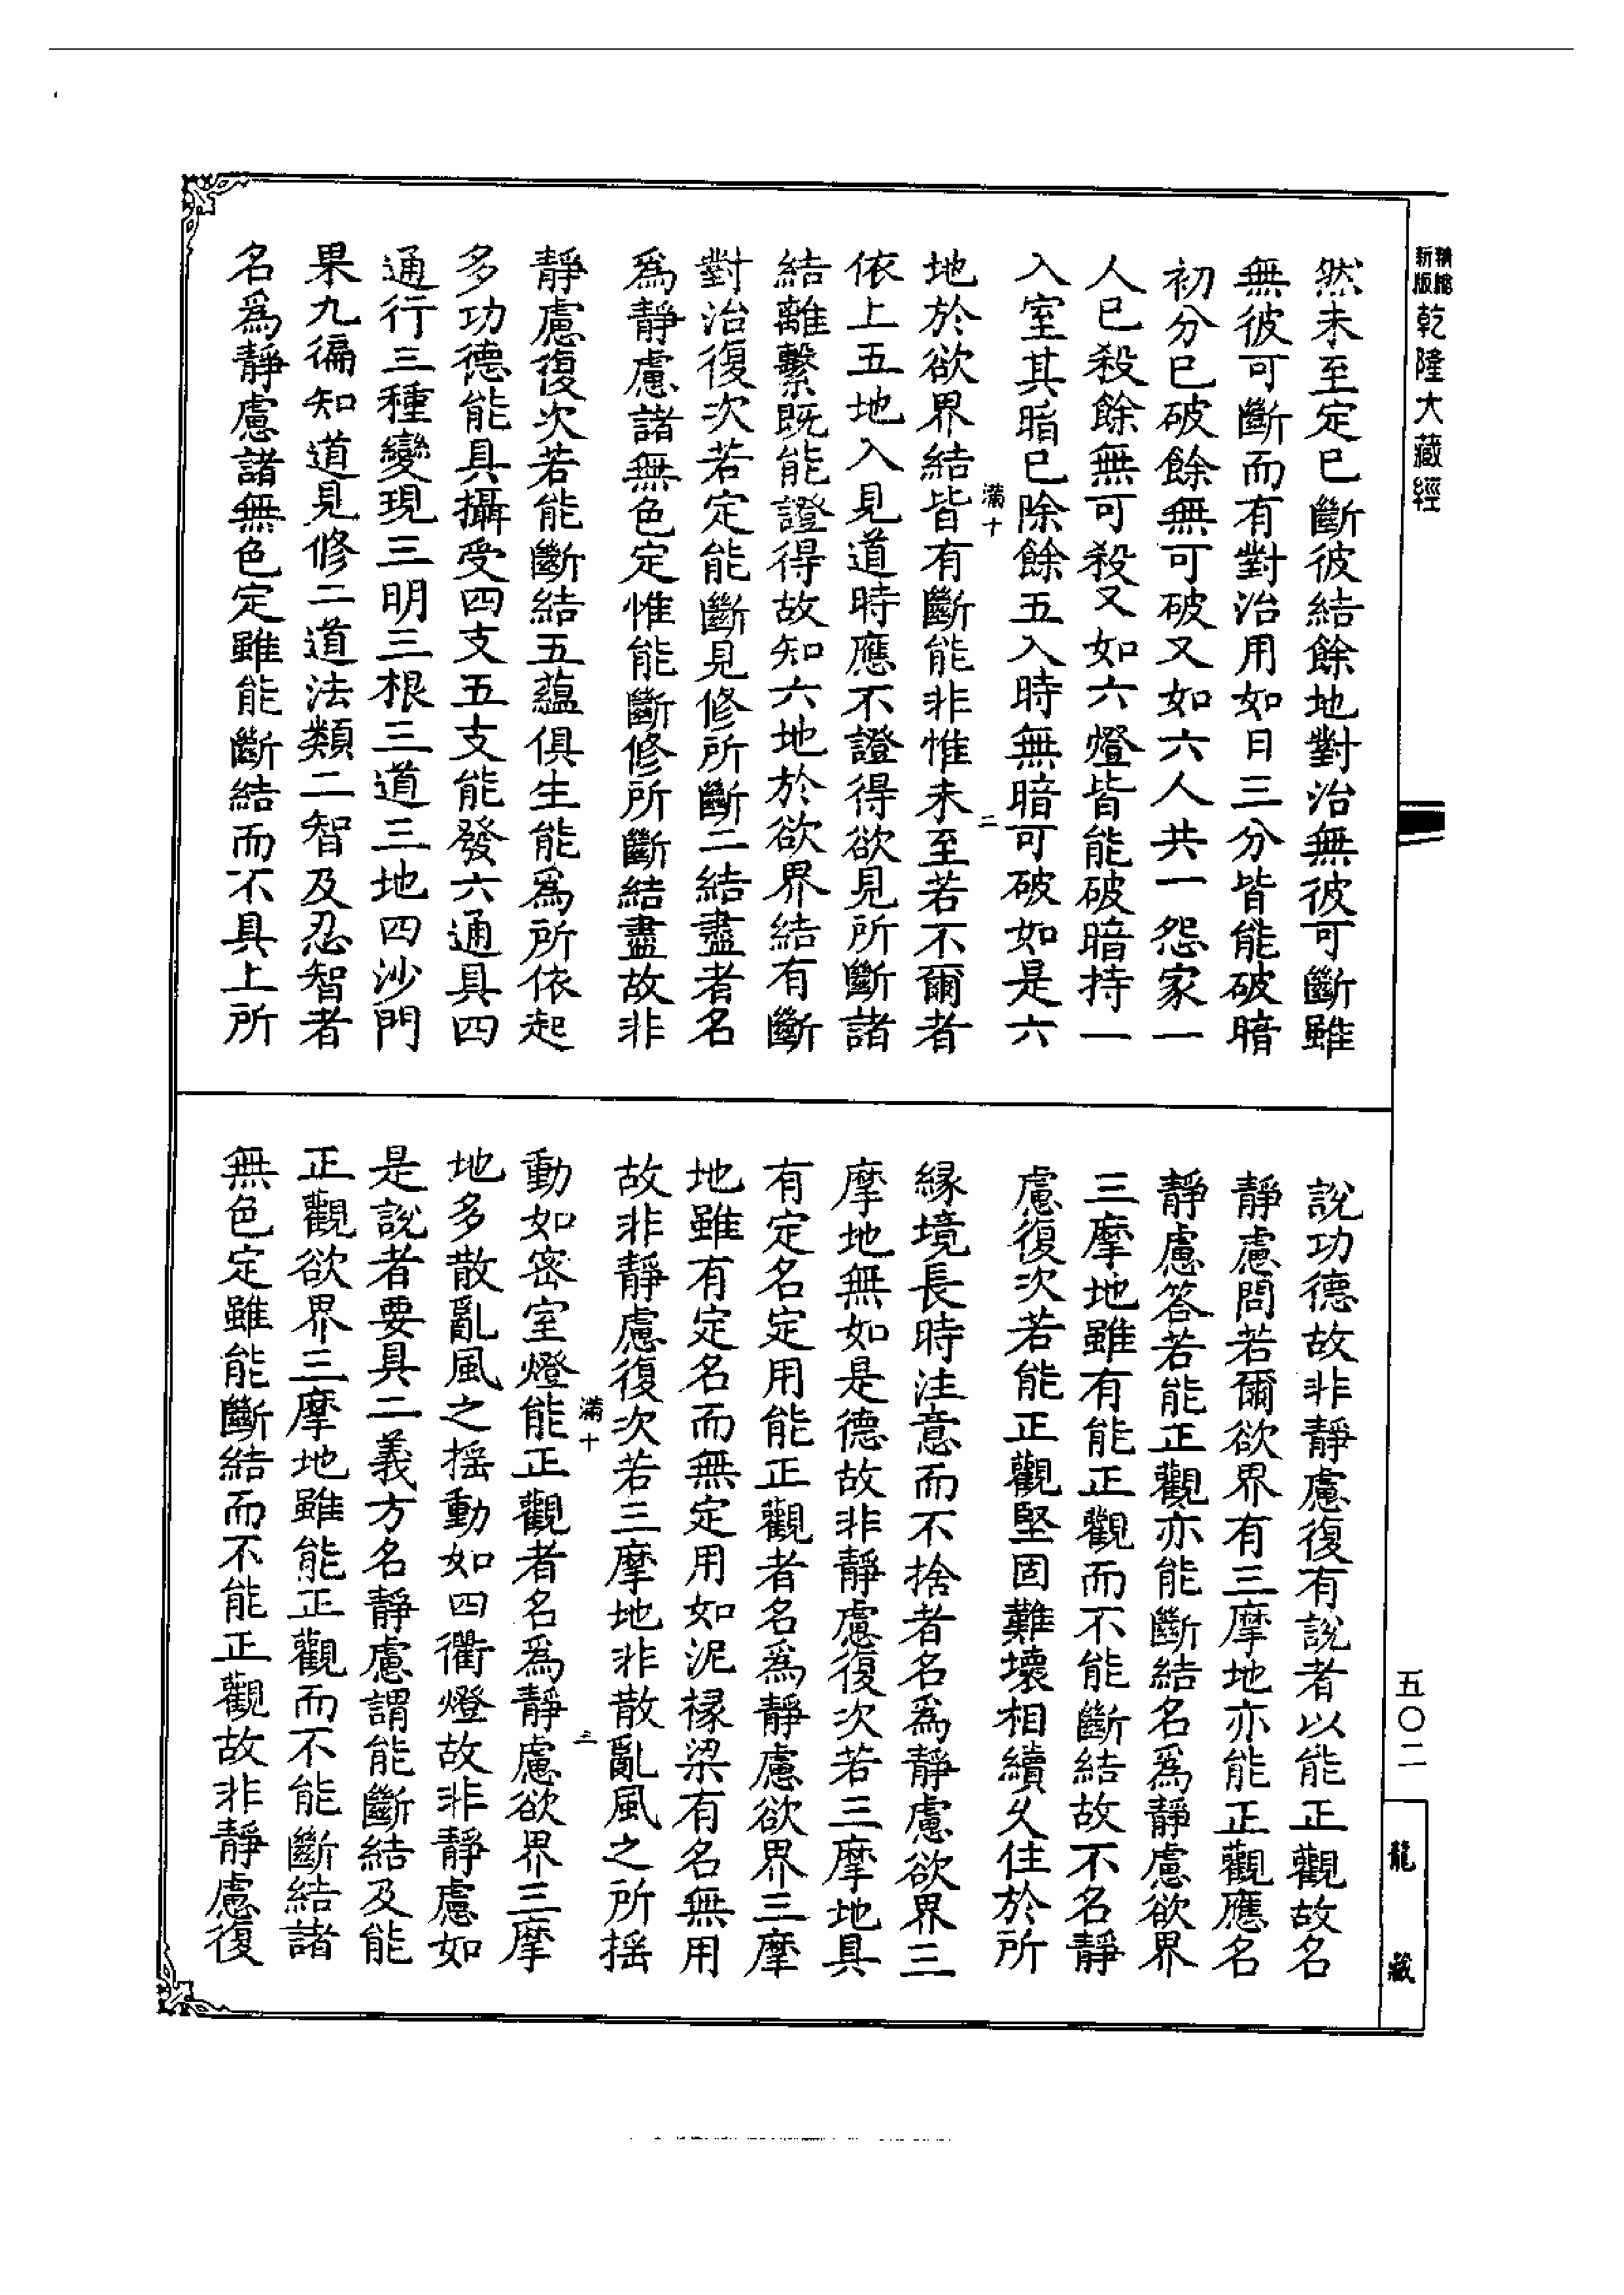 精縮
新版
乾隆大藏經
然未至定已斷彼結餘地對治無彼可斷雖
無彼可斷而有對治用如日三分皆能破暗
初分已破餘無可破又如六人共一怨家一
人已殺餘無可殺又如六燈皆能破暗持一
入室其暗已除餘五入時無暗可破如是六
滿十
二
地於欲界結皆有斷能非惟未至若不爾者
依上五地入見道時應不證得欲見所斷諸
結離繫既能證得故知六地於欲界結有斷
對治復次若定能斷見修所斷二結盡者名
爲靜慮諸無色定惟能斷修所斷結盡故非
靜慮復次若能斷結五蘊俱生能爲所依起
多功德能具攝受四支五支能發六通具四
通行三種變現三明三根三道三地四沙門
果九徧知道見修二道法類二智及忍智者
名爲靜慮諸無色定雖能斷結而不具上所
說功德故非靜慮復有說者以能正觀故名
靜慮問若爾欲界有三摩地亦能正觀應名
靜慮答若能正觀亦能斷結名爲靜慮欲界
三摩地雖有能正觀而不能斷結故不名靜
慮復次若能正觀堅固難壞相續久住於所
緣境長時注意而不捨者名爲靜慮欲界三
摩地無如是德故非靜慮復次若三摩地具
有定名定用能正觀者名爲靜慮欲界三摩
地雖有定名而無定用如泥椽梁有名無用
故非靜慮復次若三摩地非散亂風之所搖
滿十
三
動如密室燈能正觀者名爲靜慮欲界三摩
地多散亂風之搖動如四衢燈故非靜慮如
是說者要具二義方名靜慮謂能斷結及能
正觀欲界三摩地雖能正觀而不能斷結諸
無色定雖能斷結而不能正觀故非靜慮復
五〇二
龍藏